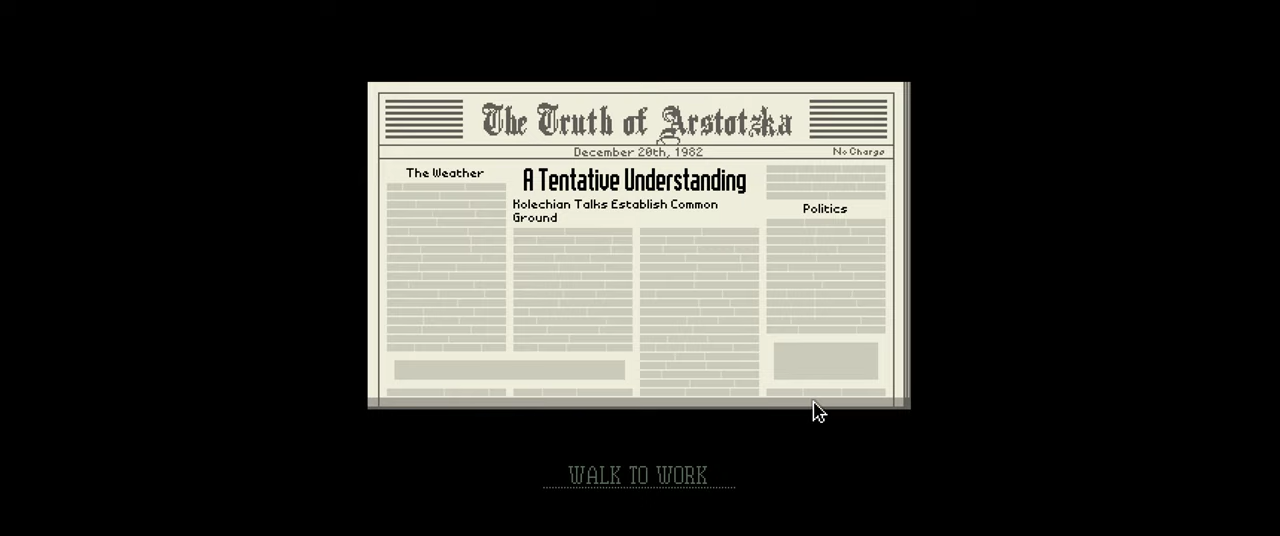 The Truth of Arstotzka
December 20th, 1982
No Charge
The Weather
A Tentative Understanding
Kolechian Talks Establish Common
Ground
Politics
WALK TO WORK